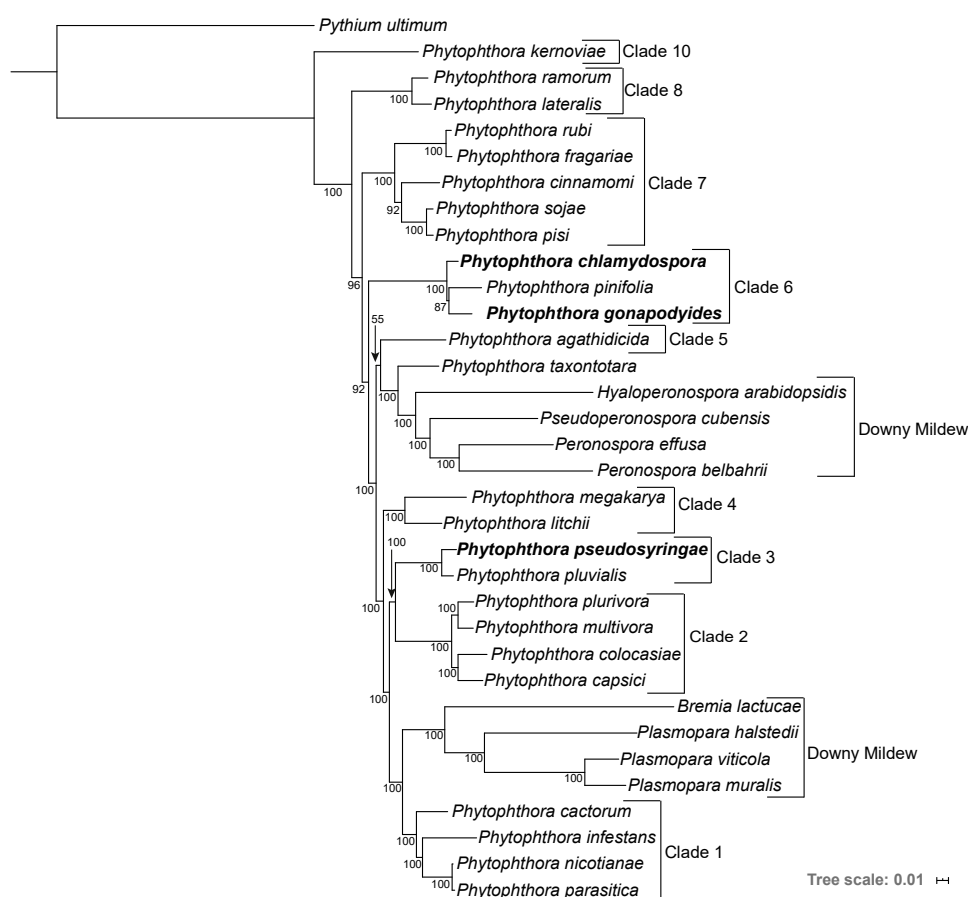 Pythium ultimum
Phytophthora kernoviae
Clade 10
Phytophthora ramorum
Clade 8
100
Phytophthora lateralis
Phytophthora rubi
100
Phytophthora fragariae
100
100
Phytophthora cinnamomi
Clade 7
92
Phytophthora sojae
100
Phytophthora pisi
Phytophthora chlamydospora
96
100
Phytophthora pinifolia
Clade 6
87
Phytophthora gonapodyides
55
Phytophthora agathidicida
Clade 5
Phytophthora taxontotara
92
100
Hyaloperonospora arabidopsidis
100
Pseudoperonospora cubensis
Downy Mildew
100
Peronospora effusa
100
Peronospora belbahrii
100
Phytophthora megakarya
Clade 4
100
Phytophthora litchii
100
Phytophthora pseudosyringae
Clade 3
100
Phytophthora pluvialis
100
Phytophthora plurivora
100
Phytophthora multivora
Clade 2
100
Phytophthora colocasiae
100
Phytophthora capsici
100
Bremia lactucae
100
Phytophthora halstedii
Plasmopara viticola
Downy Mildew
100
100
Plasmopara muralis
100
Phytophthora cactorum
100
Phytophthora infestans
Clade 1
100
Phytophthora nicotianae
100
Phytophthora parasitica
Tree scale: 0.01